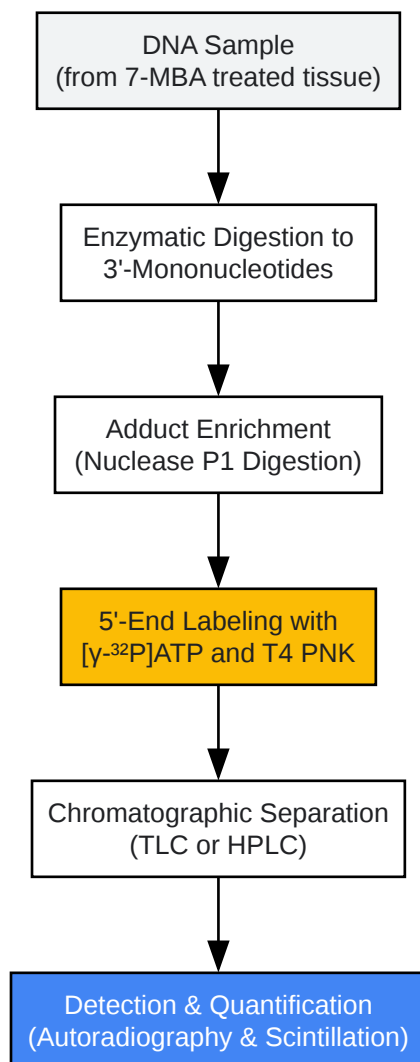 DNA Sample
(from 7-MBA treated tissue)
Enzymatic Digestion to
3'-Mononucleotides
Adduct Enrichment
(Nuclease P1 Digestion)
5'-End Labeling with
[γ-³²P]ATP and T4 PNK
Chromatographic Separation
(TLC or HPLC)
Detection & Quantification
(Autoradiography & Scintillation)